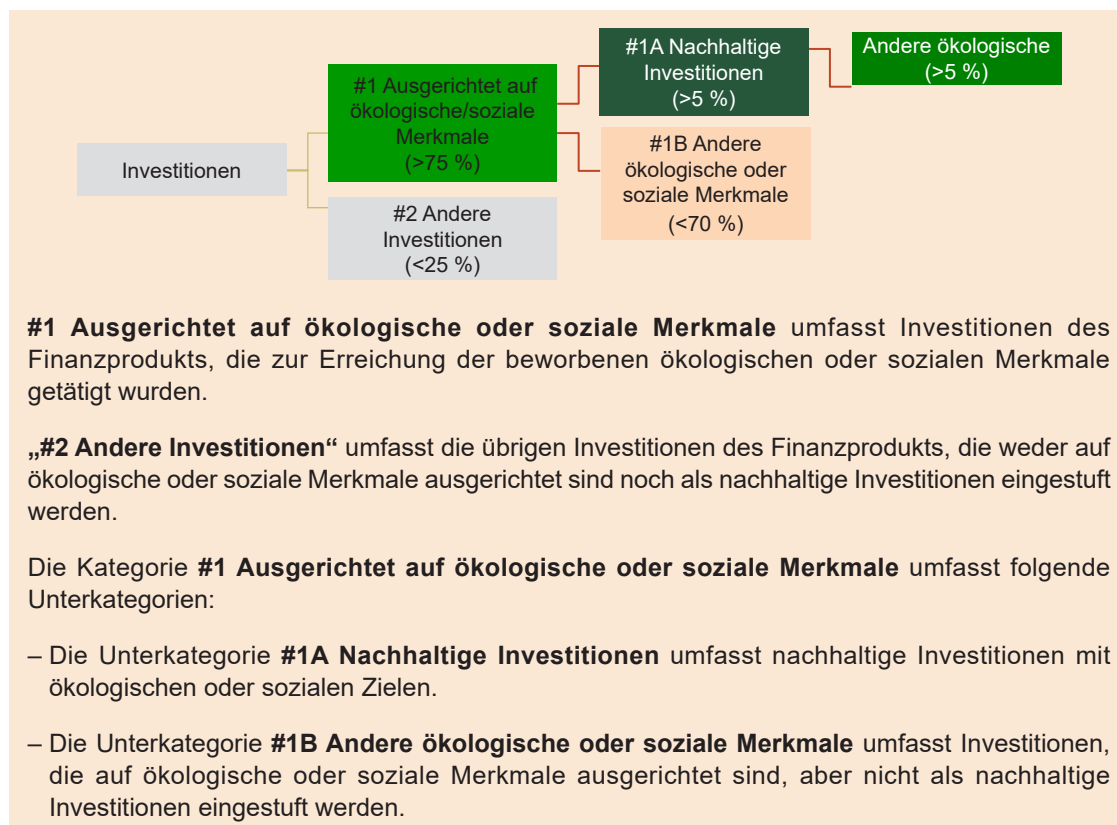 #1A Nachhaltige
Investitionen
(>5 %)
Andere ökologische
(>5 %)
#1 Ausgerichtet auf
ökologische/soziale
Merkmale
(>75 %)
#1B Andere
ökologische oder
soziale Merkmale
(<70 %)
Investitionen
#2 Andere
Investitionen
(<25 %)
#1 Ausgerichtet auf ökologische oder soziale Merkmale umfasst Investitionen des
Finanzprodukts, die zur Erreichung der beworbenen ökologischen oder sozialen Merkmale
getätigt wurden.
„#2 Andere Investitionen“ umfasst die übrigen Investitionen des Finanzprodukts, die weder auf
ökologische oder soziale Merkmale ausgerichtet sind noch als nachhaltige Investitionen eingestuft
werden.
Die Kategorie #1 Ausgerichtet auf ökologische oder soziale Merkmale umfasst folgende
Unterkategorien:
– Die Unterkategorie #1A Nachhaltige Investitionen umfasst nachhaltige Investitionen mit
ökologischen oder sozialen Zielen.
– Die Unterkategorie #1B Andere ökologische oder soziale Merkmale umfasst Investitionen,
die auf ökologische oder soziale Merkmale ausgerichtet sind, aber nicht als nachhaltige
Investitionen eingestuft werden.